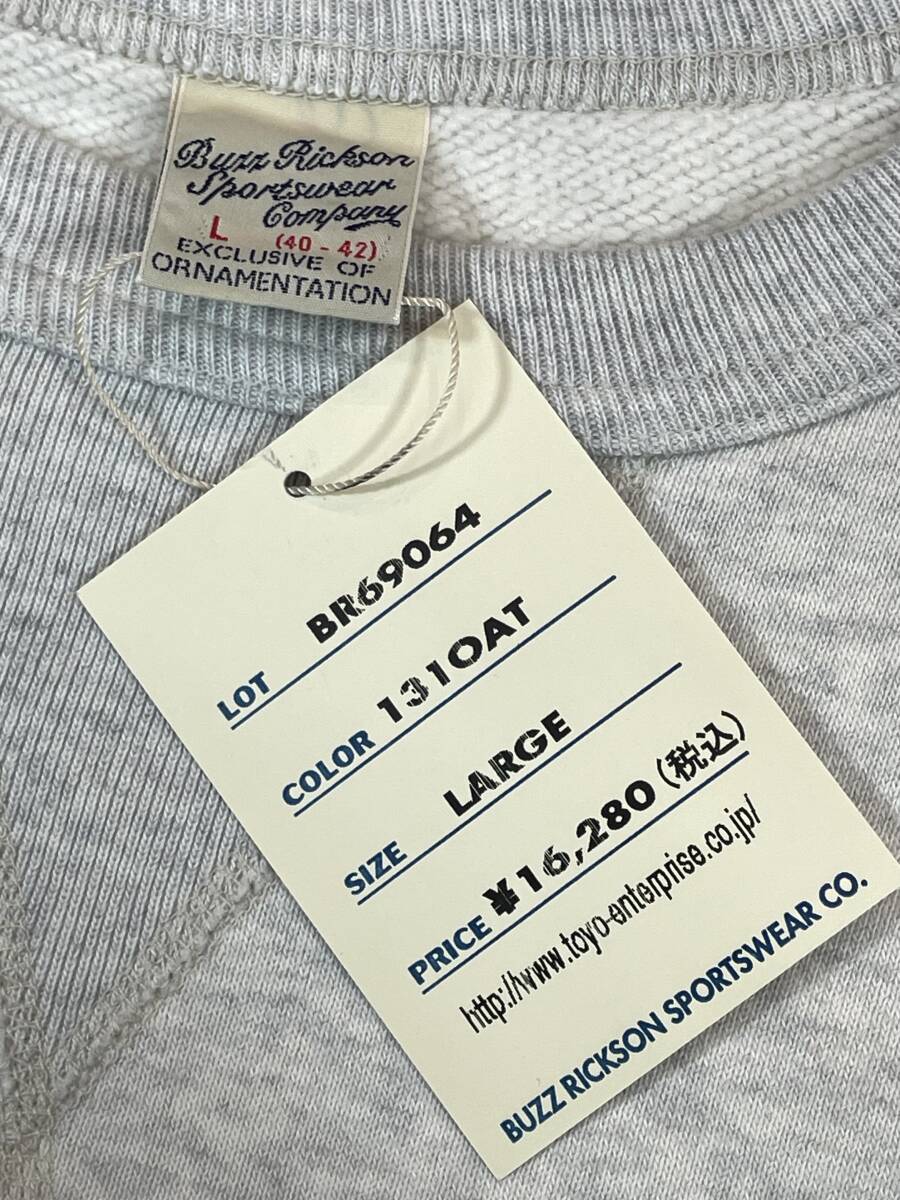 Buzz Rickson
Sportswear
Company
L (40 - 42)
EXCLUSIVE OF
ORNAMENTATION
LOT BR69064
COLOR 131OAT
SIZE LARGE
PRICE ¥16,280(税込)
http://www.toyo-enterprise.co.jp/
BUZZ RICKSON SPORTSWEAR CO.